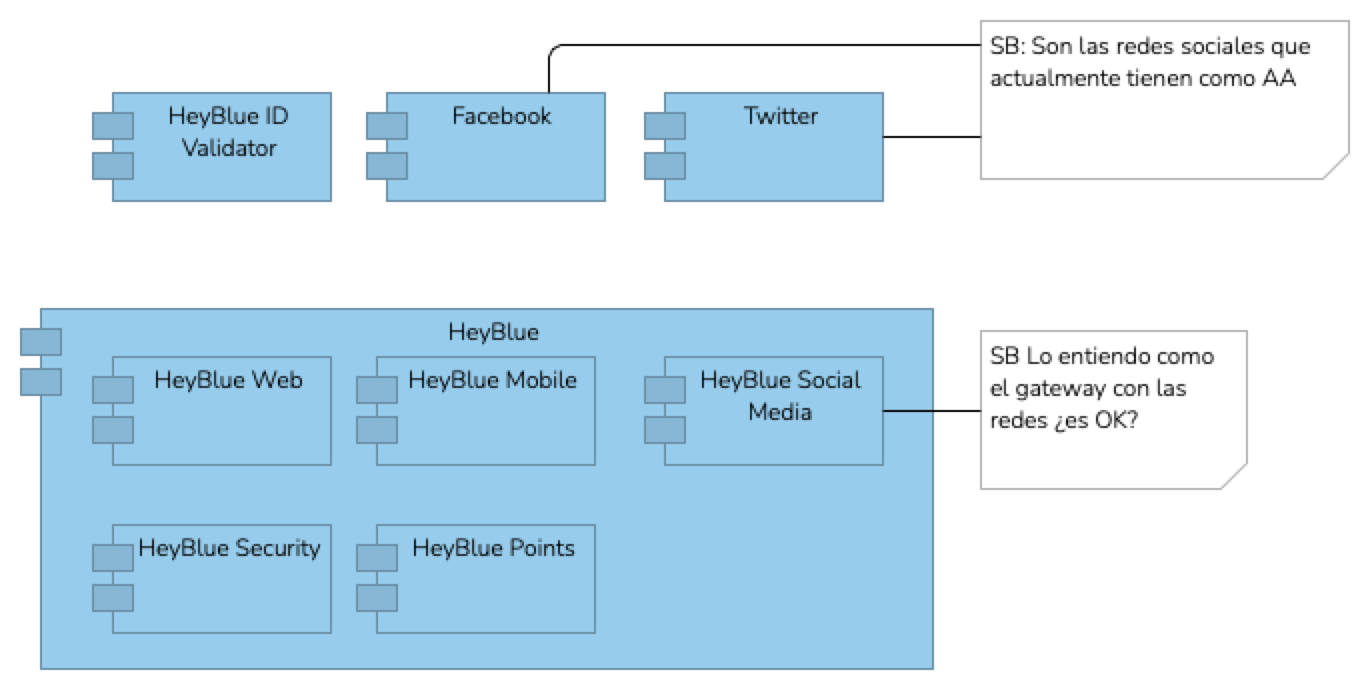 SB: Son las redes sociales que
actualmente tienen como AA
HeyBlue ID
Validator
Facebook
Twitter
HeyBlue
HeyBlue Web
HeyBlue Mobile
HeyBlue Social
Media
SB Lo entiendo como
el gateway con las
redes ¿es OK?
HeyBlue Security
HeyBlue Points